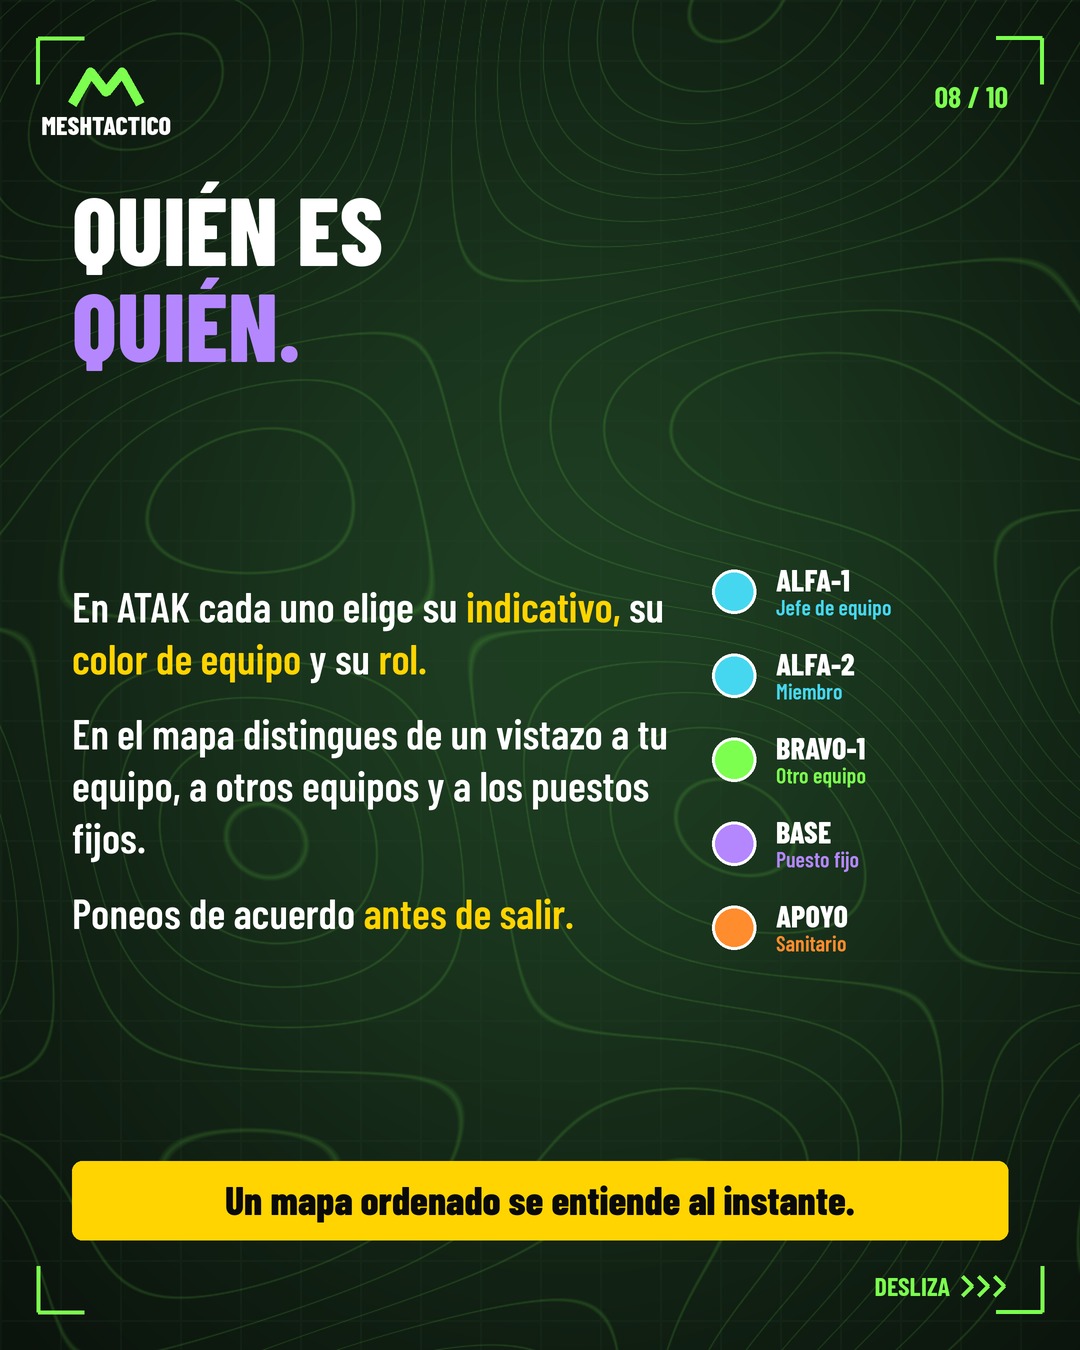 MESHTACTICO
08 / 10
QUIÉN ES
QUIÉN.
En ATAK cada uno elige su indicativo, su
color de equipo y su rol.
En el mapa distingues de un vistazo a tu
equipo, a otros equipos y a los puestos
fijos.
Poneos de acuerdo antes de salir.
ALFA-1
Jefe de equipo
ALFA-2
Miembro
BRAVO-1
Otro equipo
BASE
Puesto fijo
APOYO
Sanitario
Un mapa ordenado se entiende al instante.
DESLIZA >>>